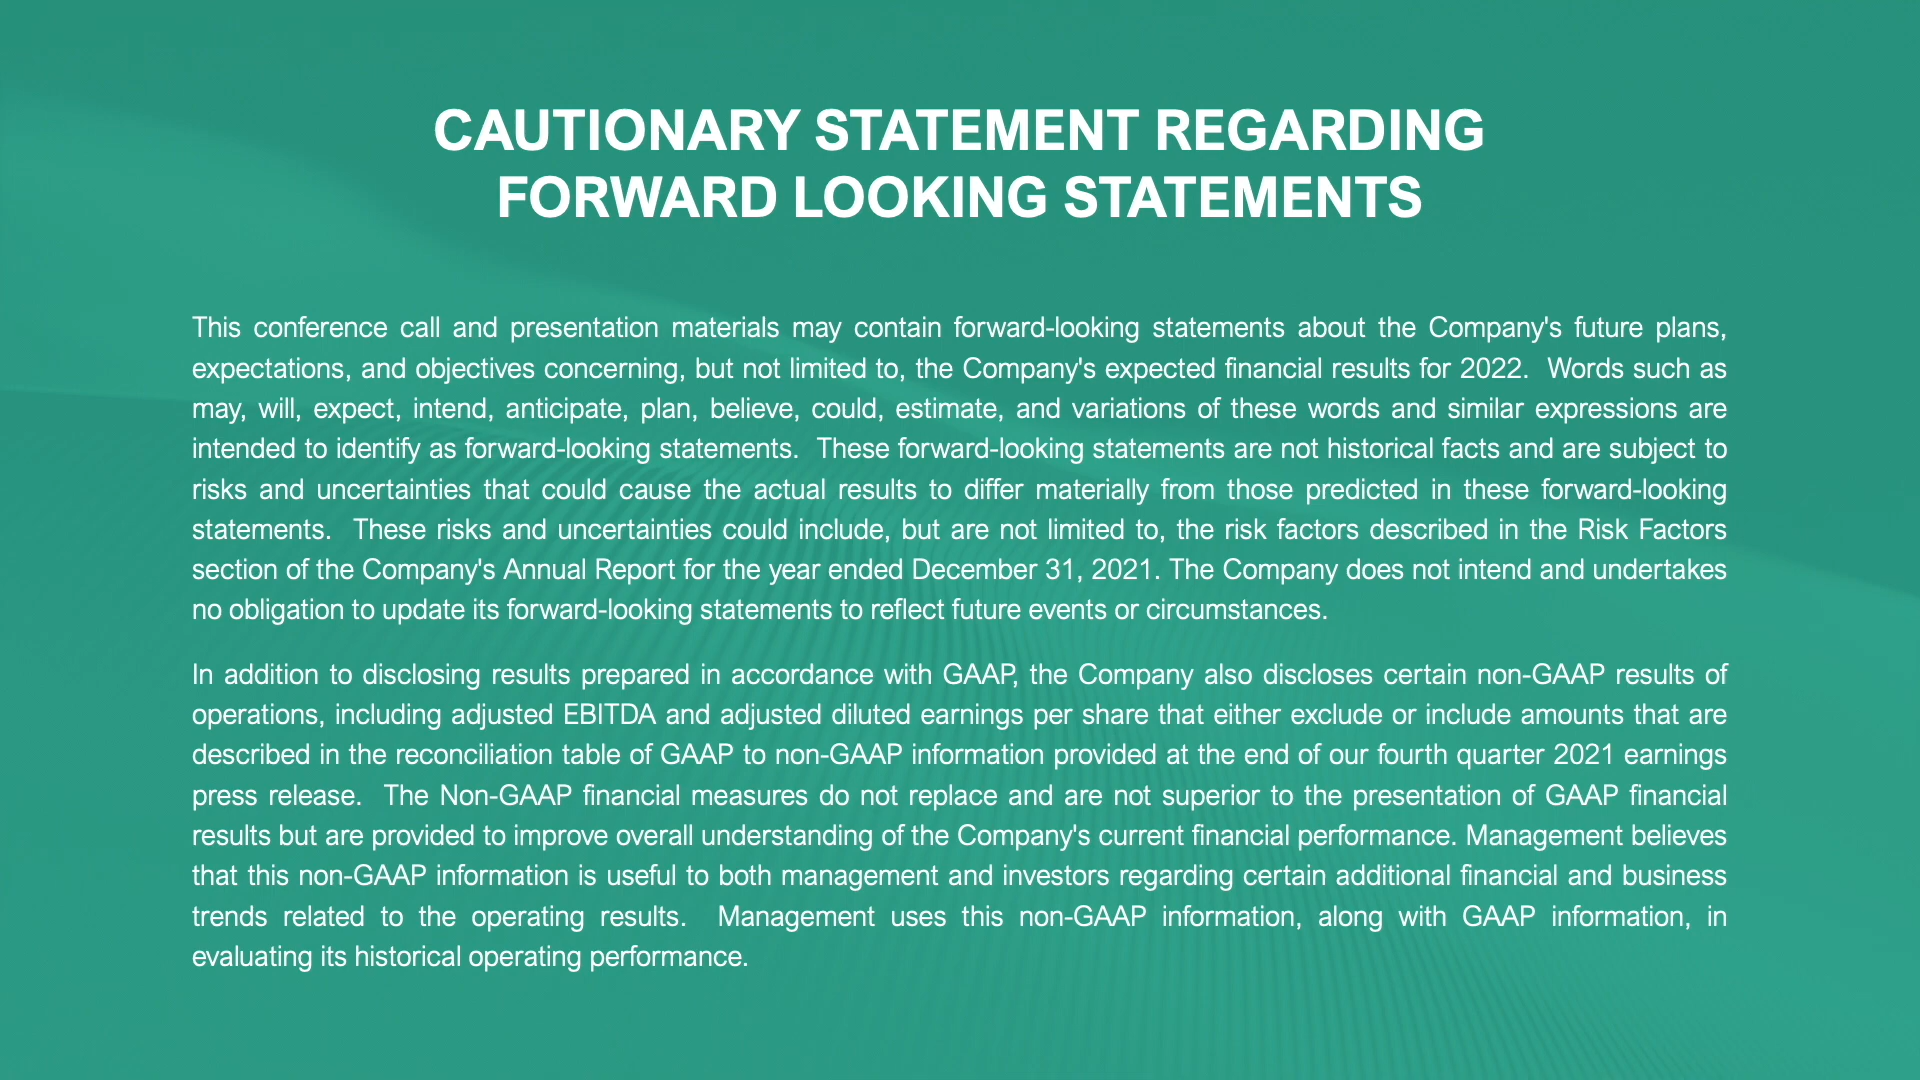 CAUTIONARY STATEMENT REGARDING
FORWARD LOOKING STATEMENTS
This conference call and presentation materials may contain forward-looking statements about the Company's future plans,
expectations, and objectives concerning, but not limited to, the Company's expected financial results for 2022.  Words such as
may, will, expect, intend, anticipate, plan, believe, could, estimate, and variations of these words and similar expressions are
intended to identify as forward-looking statements.  These forward-looking statements are not historical facts and are subject to
risks and uncertainties that could cause the actual results to differ materially from those predicted in these forward-looking
statements.  These risks and uncertainties could include, but are not limited to, the risk factors described in the Risk Factors
section of the Company's Annual Report for the year ended December 31, 2021. The Company does not intend and undertakes
no obligation to update its forward-looking statements to reflect future events or circumstances.
In addition to disclosing results prepared in accordance with GAAP, the Company also discloses certain non-GAAP results of
operations, including adjusted EBITDA and adjusted diluted earnings per share that either exclude or include amounts that are
described in the reconciliation table of GAAP to non-GAAP information provided at the end of our fourth quarter 2021 earnings
press release.  The Non-GAAP financial measures do not replace and are not superior to the presentation of GAAP financial
results but are provided to improve overall understanding of the Company's current financial performance. Management believes
that this non-GAAP information is useful to both management and investors regarding certain additional financial and business
trends related to the operating results.  Management uses this non-GAAP information, along with GAAP information, in
evaluating its historical operating performance.